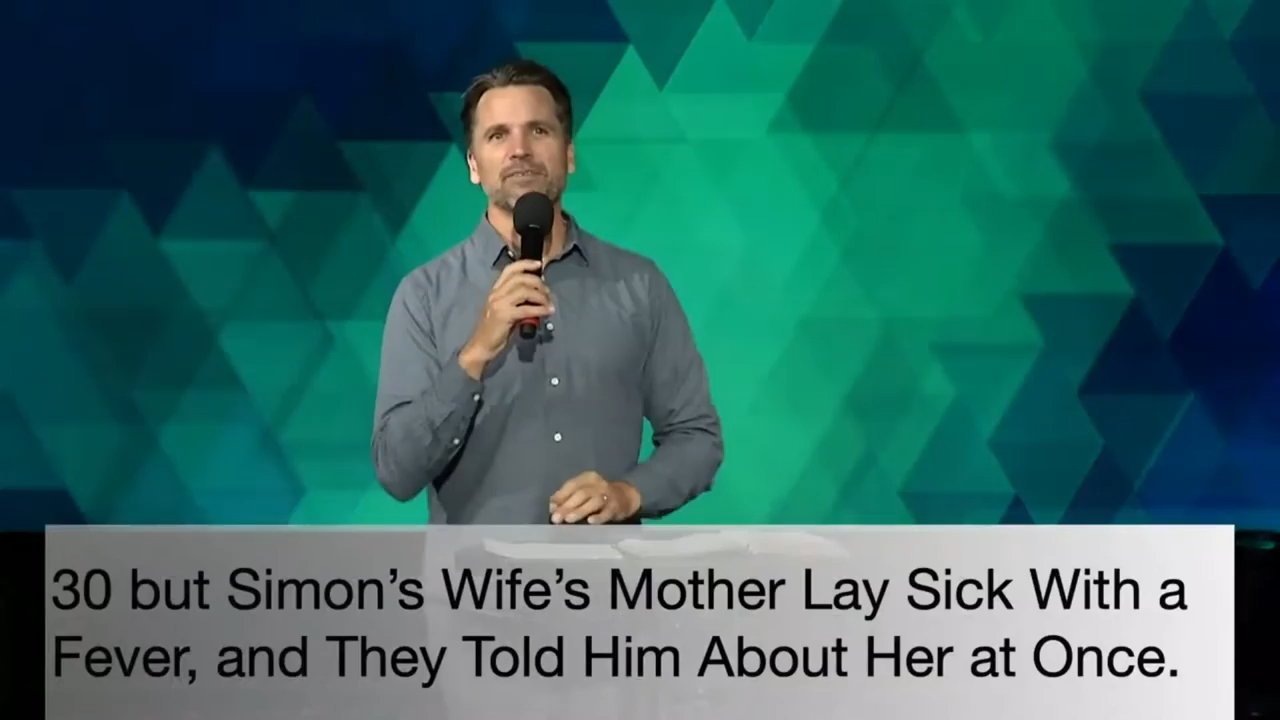 30 but Simon’s Wife’s Mother Lay Sick With a
Fever, and They Told Him About Her at Once.